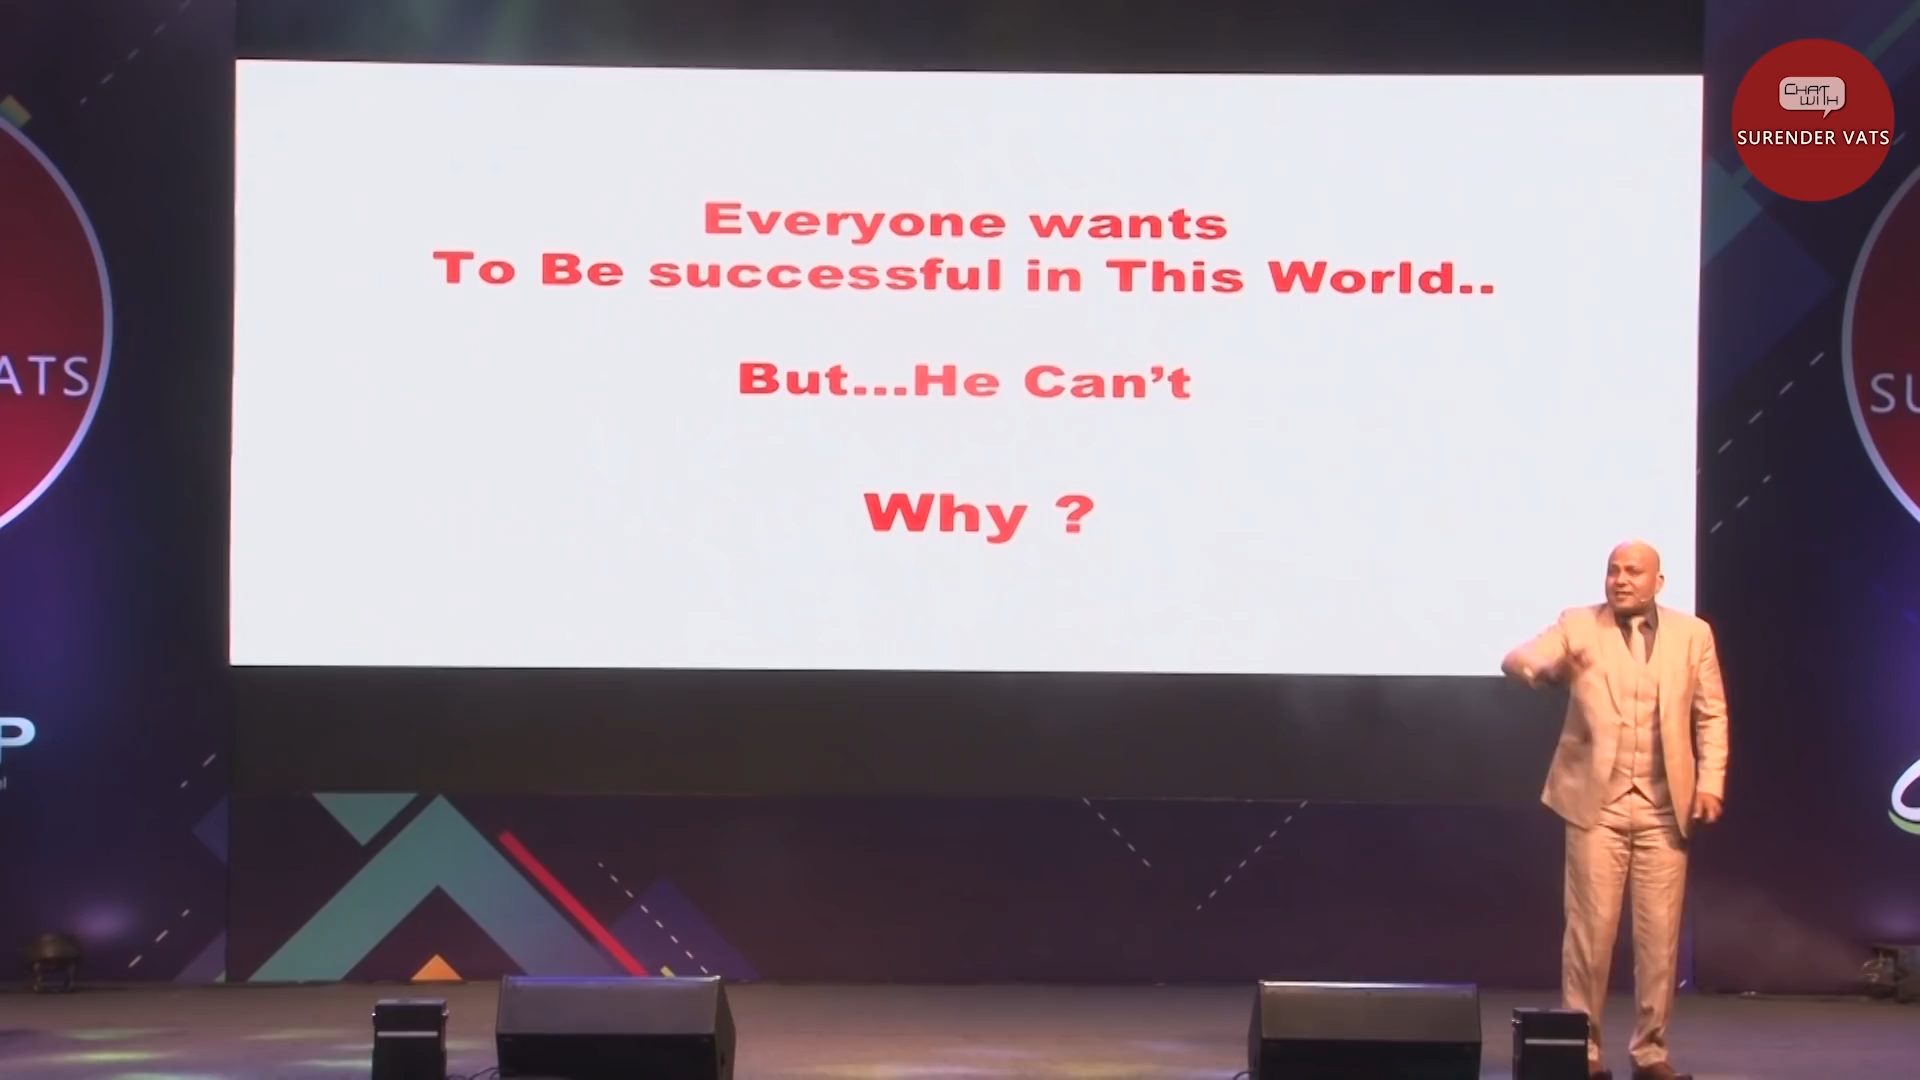 CHAT
WITH
SURENDER VATS
Everyone wants
To Be successful in This World..
But...He Can’t
Why ?
ATS
SU
P